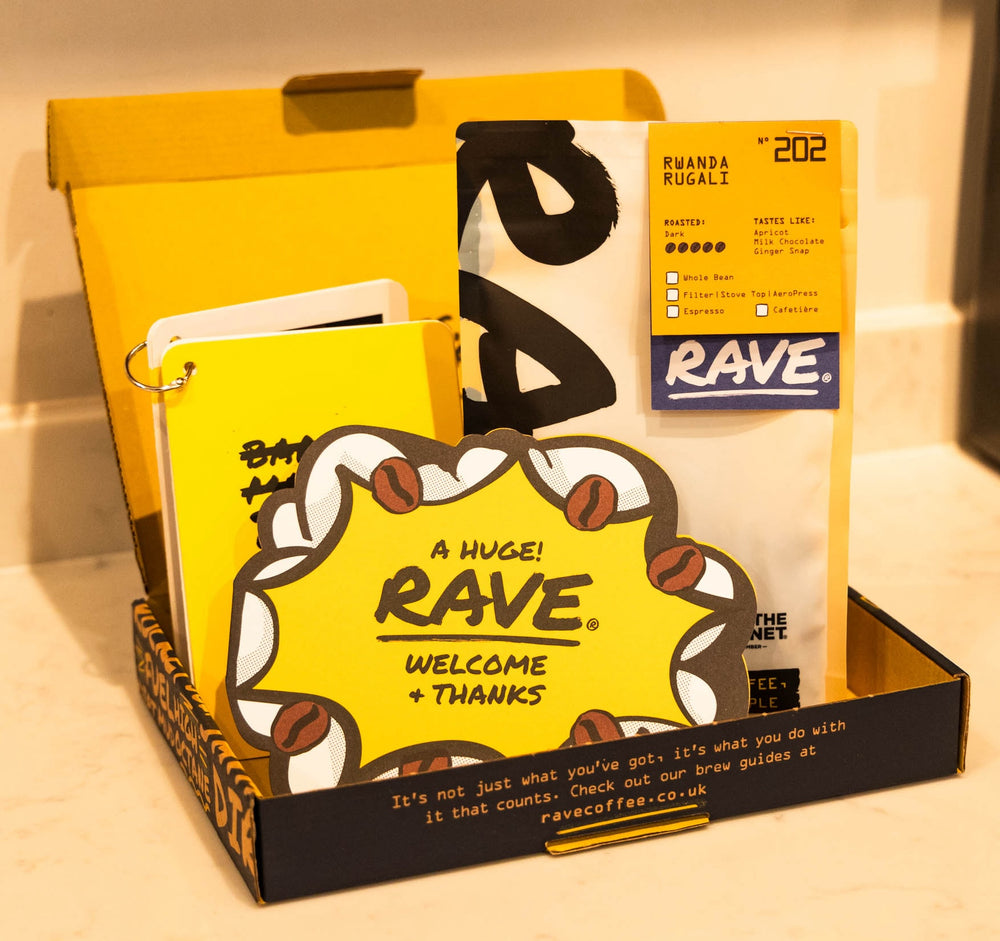 Nº 202
RWANDA
RUGALI
ROASTED:
Dark
TASTES LIKE:
Apricot
Milk Chocolate
Ginger Snap
Whole Bean
Filter|Stove Top|AeroPress
Espresso
Cafetière
RAVE®
A HUGE!
RAVE®
WELCOME
+ THANKS
THE
It's not just what you've got, it's what you do with
it that counts. Check out our brew guides at
ravecoffee.co.uk